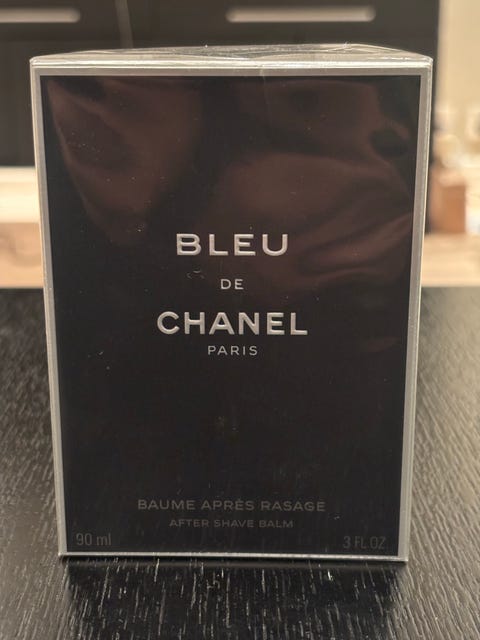 BLEU
DE
CHANEL
PARIS
BAUME APRÈS RASAGE
AFTER SHAVE BALM
90 ml 3 FL.OZ.